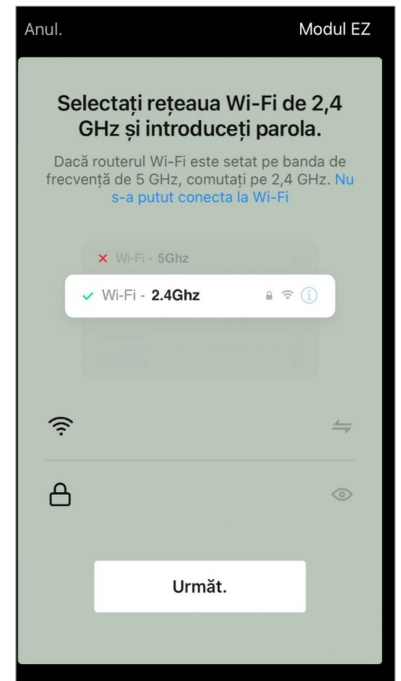 Anul. Modul EZ
Selectați rețeaua Wi-Fi de 2,4
GHz și introduceți parola.
Dacă routerul Wi-Fi este setat pe banda de
frecvență de 5 GHz, comutați pe 2,4 GHz. Nu
s-a putut conecta la Wi-Fi
Wi-Fi - 5Ghz
Wi-Fi - 2.4Ghz
Următ.